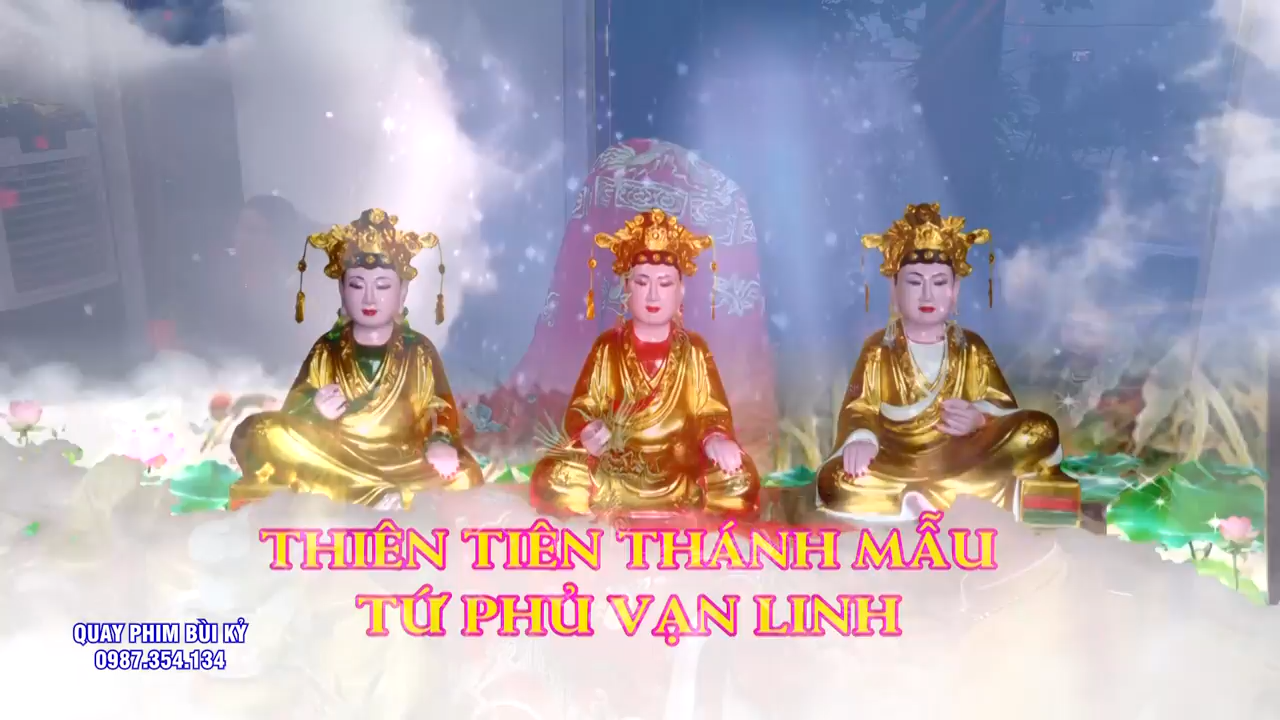 THIÊN TIÊN THÁNH MẪU
TỨ PHỦ VẠN LINH
QUAY PHIM BÙI KỶ
0987.354.134